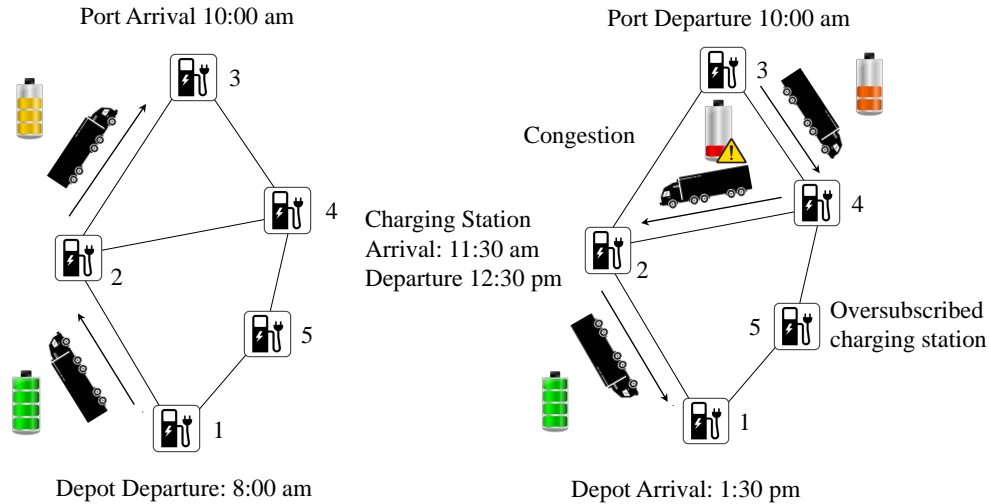 Port Arrival 10:00 am
3
4
2
5
1
Depot Departure: 8:00 am
Port Departure 10:00 am
3
Congestion
4
Charging Station
Arrival: 11:30 am
Departure 12:30 pm
2
5
Oversubscribed
charging station
1
Depot Arrival: 1:30 pm